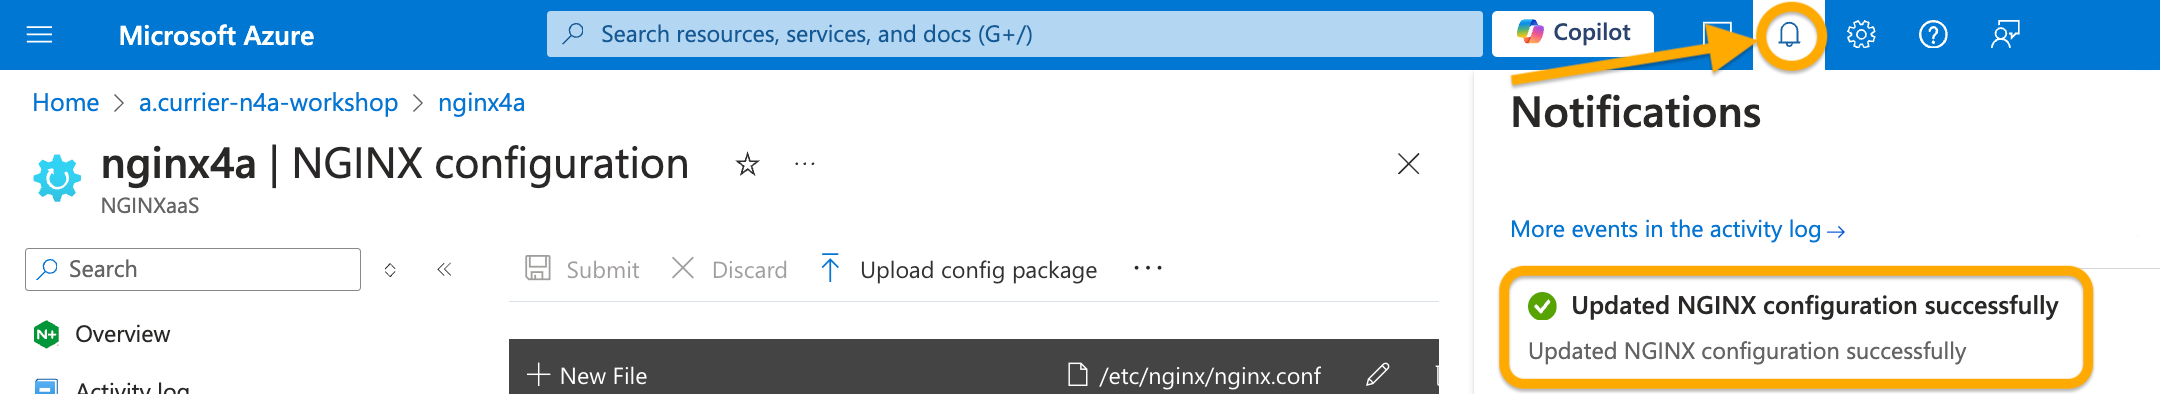 Microsoft Azure
Search resources, services, and docs (G+/)
Copilot
Home > a.currier-n4a-workshop > nginx4a
nginx4a | NGINX configuration
NGINXaaS
Search
Submit
Discard
Upload config package
Overview
Activity log
New File
/etc/nginx/nginx.conf
Notifications
More events in the activity log →
Updated NGINX configuration successfully
Updated NGINX configuration successfully